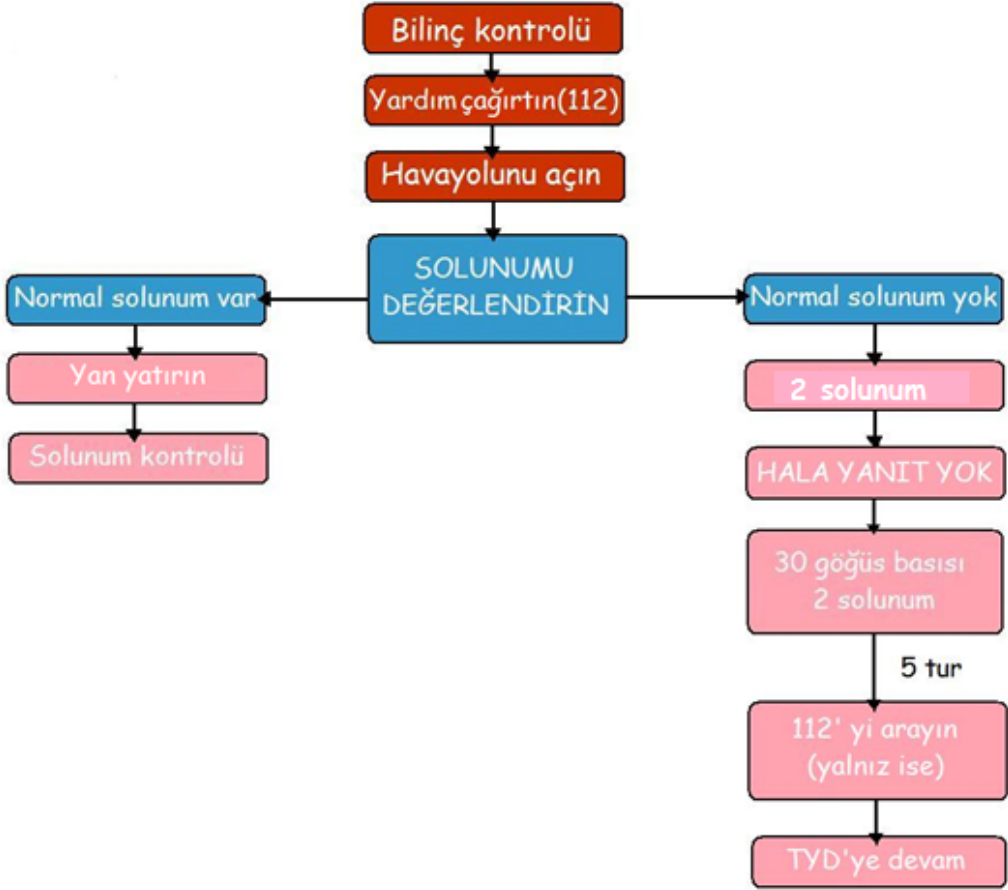 Bilinç kontrolü
Yardım çağırtın(112)
Havayolunu açın
SOLUNUMU
DEĞERLENDİRİN
Normal solunum var
Yan yatırın
Solunum kontrolü
Normal solunum yok
2 solunum
HALA YANIT YOK
30 göğüs basısı
2 solunum
5 tur
112' yi arayın
(yalnız ise)
TYD'ye devam